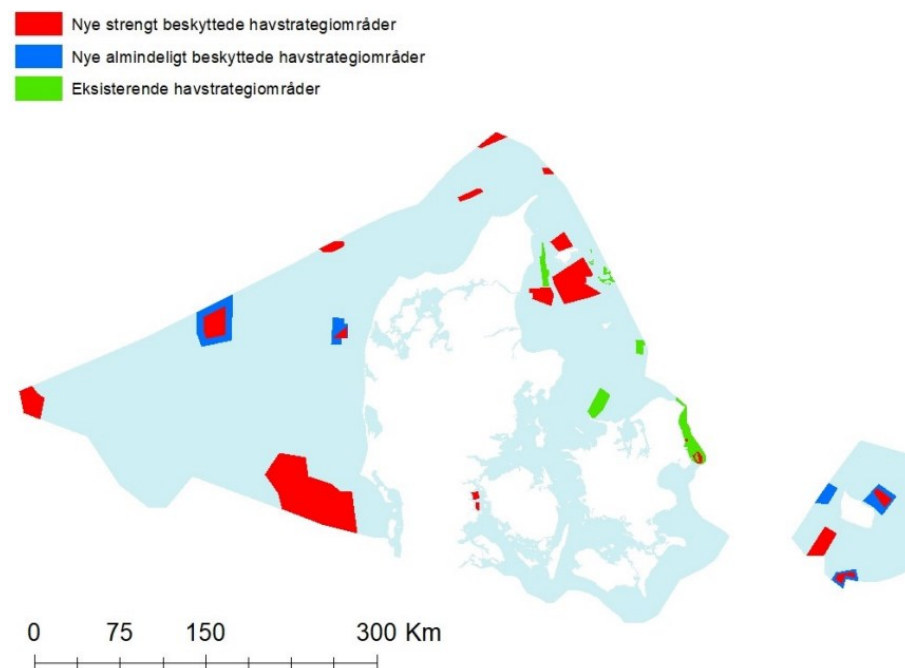 Nye strengt beskyttede havstrategiområder
Nye almindeligt beskyttede havstrategiområder
Eksisterende havstrategiområder
0 75 150 300 Km